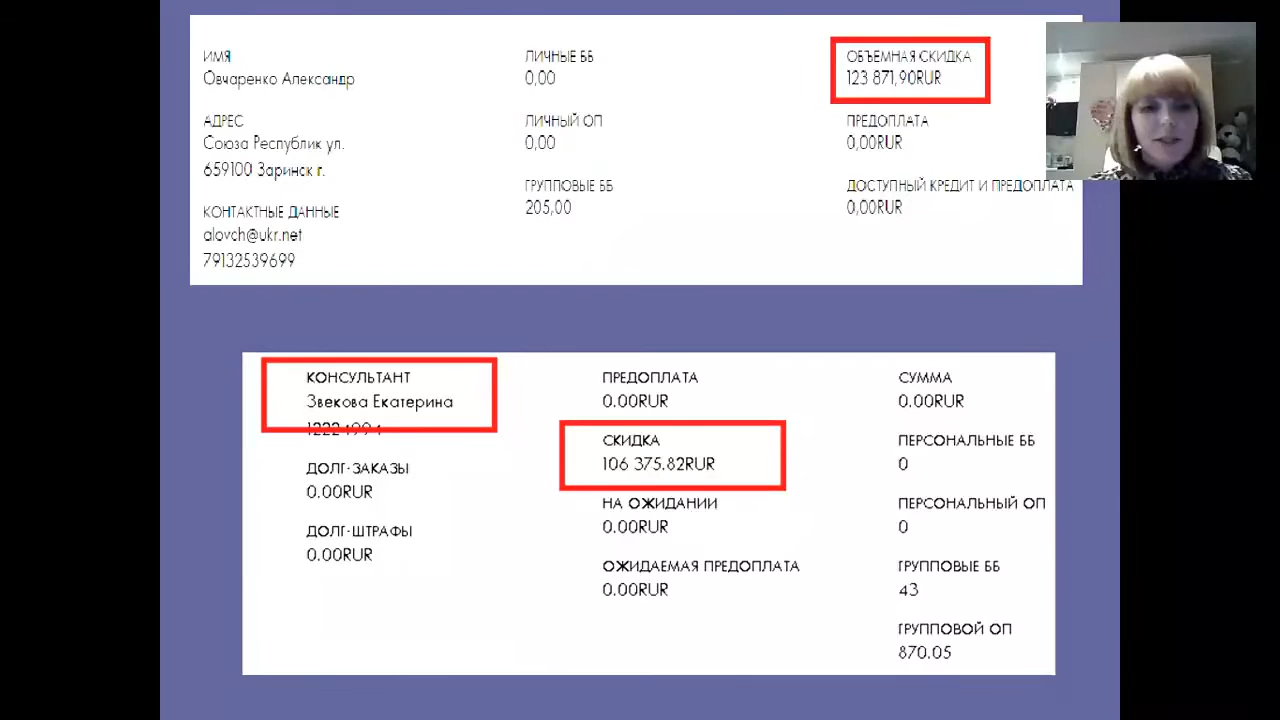 ИМЯ
Овчаренко Александр
АДРЕС
Союза Республик ул.
659100 Заринск г.
КОНТАКТНЫЕ ДАННЫЕ
alovch@ukr.net
79132539699
ЛИЧНЫЕ ББ
0,00
ЛИЧНЫЙ ОП
0,00
ГРУППОВЫЕ ББ
205,00
ОБЪЕМНАЯ СКИДКА
123 871,90RUR
ПРЕДОПЛАТА
0,00RUR
ДОСТУПНЫЙ КРЕДИТ И ПРЕДОПЛАТА
0,00RUR
КОНСУЛЬТАНТ
Звекова Екатерина
ДОЛГ-ЗАКАЗЫ
0.00RUR
ДОЛГ-ШТРАФЫ
0.00RUR
ПРЕДОПЛАТА
0.00RUR
СКИДКА
106 375.82RUR
НА ОЖИДАНИИ
0.00RUR
ОЖИДАЕМАЯ ПРЕДОПЛАТА
0.00RUR
СУММА
0.00RUR
ПЕРСОНАЛЬНЫЕ ББ
0
ПЕРСОНАЛЬНЫЙ ОП
0
ГРУППОВЫЕ ББ
43
ГРУППОВОЙ ОП
870.05